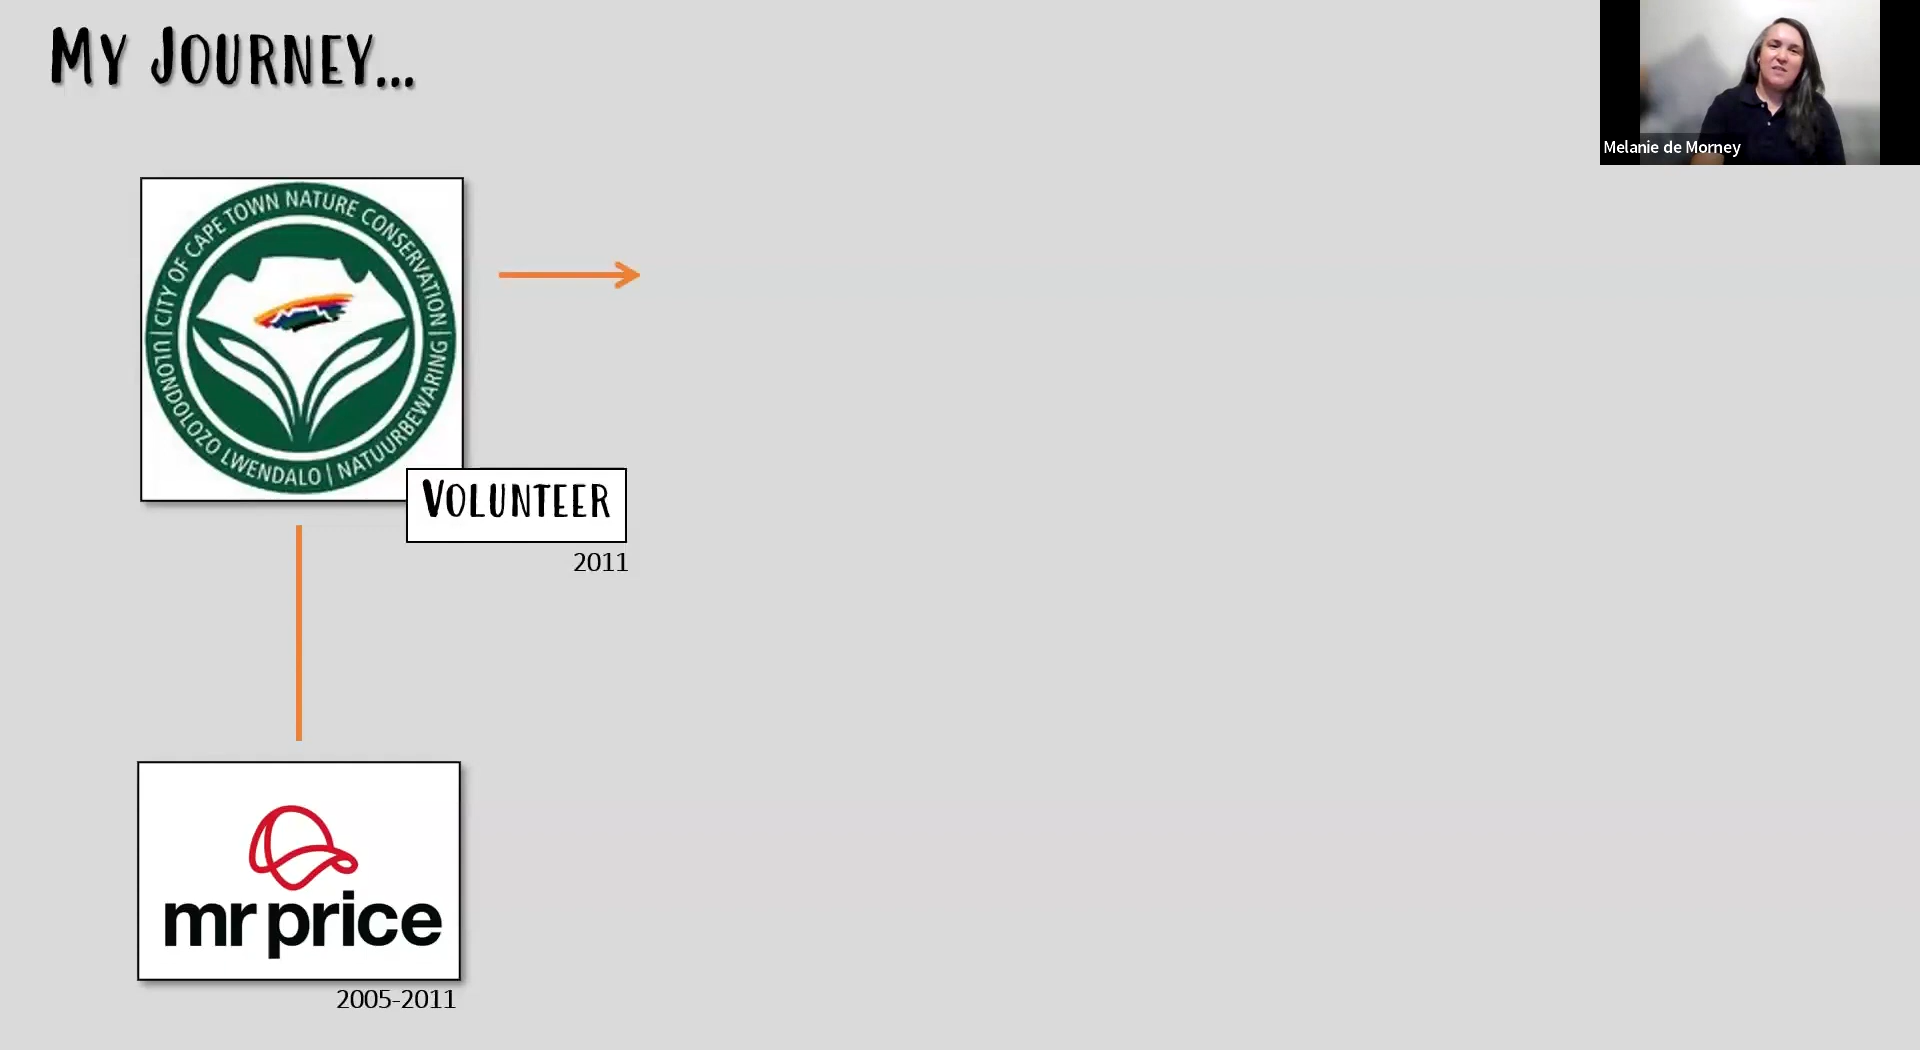 My Journey...
Melanie de Morney
CITY OF CAPE TOWN NATURE CONSERVATION |
ULONDOLOZO LWENDALO | NATUURBEWARING |
Volunteer
2011
mr price
2005-2011